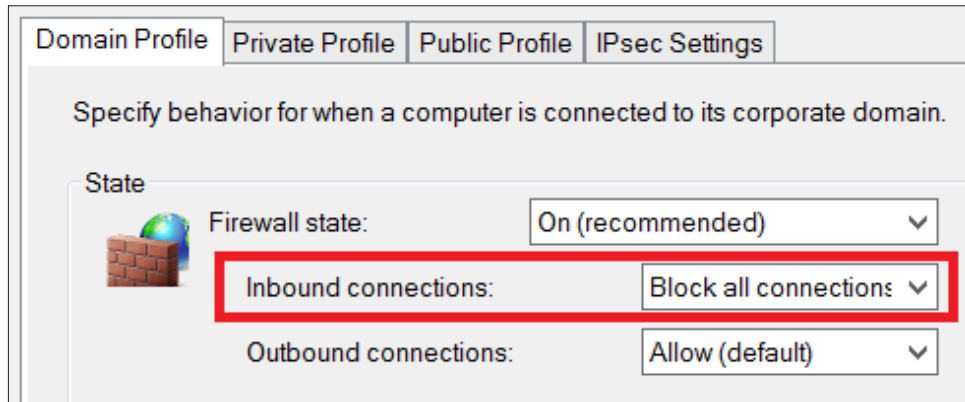 Domain Profile Private Profile Public Profile IPsec Settings
Specify behavior for when a computer is connected to its corporate domain.
State
Firewall state: On (recommended)
Inbound connections: Block all connections
Outbound connections: Allow (default)